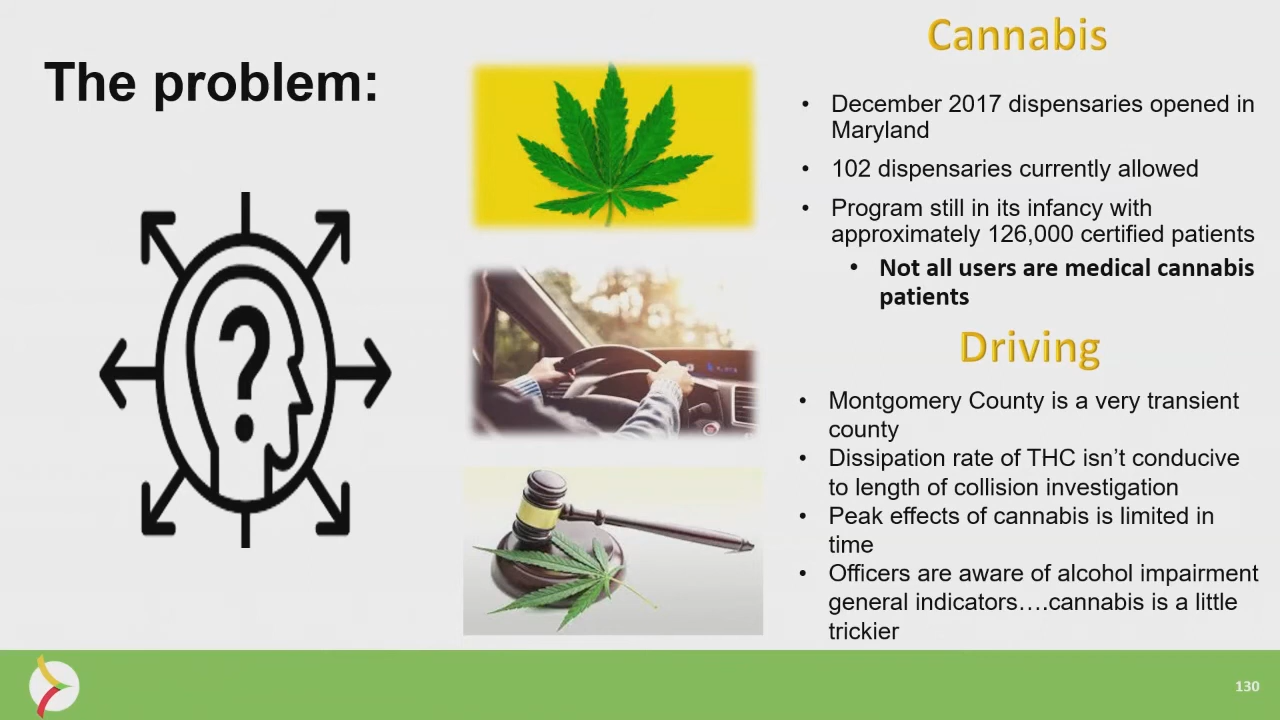 The problem:
Cannabis
• December 2017 dispensaries opened in
Maryland
• 102 dispensaries currently allowed
• Program still in its infancy with
approximately 126,000 certified patients
• Not all users are medical cannabis
patients
Driving
• Montgomery County is a very transient
county
• Dissipation rate of THC isn’t conducive
to length of collision investigation
• Peak effects of cannabis is limited in
time
• Officers are aware of alcohol impairment
general indicators….cannabis is a little
trickier
130